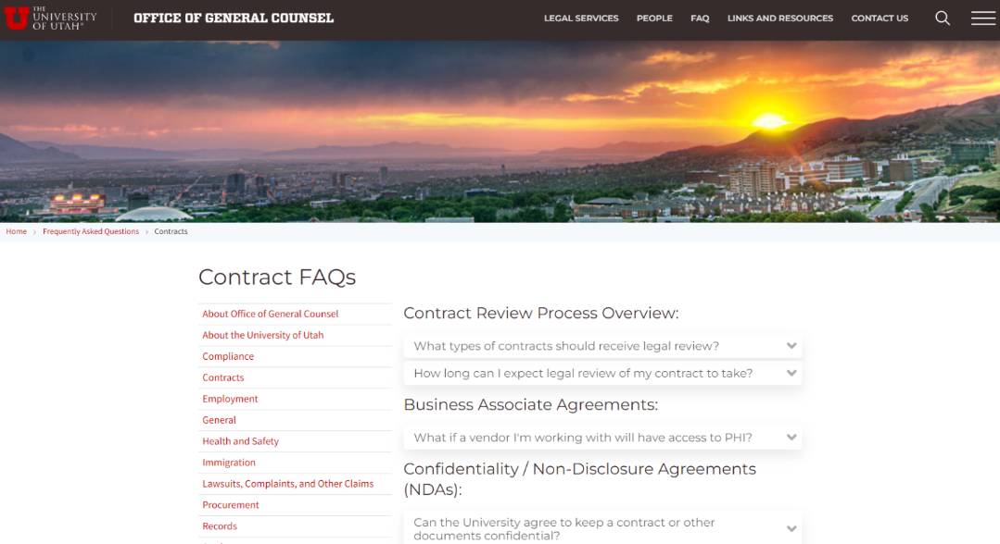 THE
UNIVERSITY
OF UTAH®
OFFICE OF GENERAL COUNSEL
LEGAL SERVICES PEOPLE FAQ LINKS AND RESOURCES CONTACT US
Home > Frequently Asked Questions > Contracts
Contract FAQs
About Office of General Counsel
About the University of Utah
Compliance
Contracts
Employment
General
Health and Safety
Immigration
Lawsuits, Complaints, and Other Claims
Procurement
Records
Contract Review Process Overview:
What types of contracts should receive legal review?
How long can I expect legal review of my contract to take?
Business Associate Agreements:
What if a vendor I'm working with will have access to PHI?
Confidentiality / Non-Disclosure Agreements
(NDAs):
Can the University agree to keep a contract or other
documents confidential?